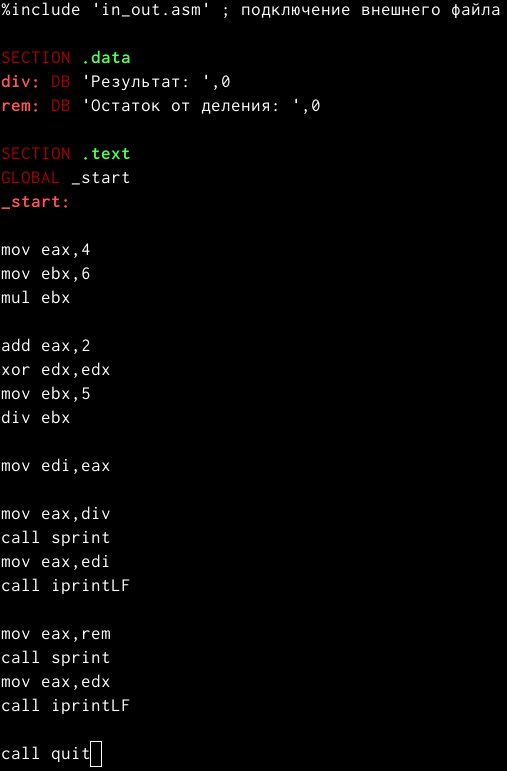 %include 'in_out.asm' ; подключение внешнего файла
SECTION .data
div: DB 'Результат: ',0
rem: DB 'Остаток от деления: ',0
SECTION .text
GLOBAL _start
_start:
mov eax,4
mov ebx,6
mul ebx
add eax,2
xor edx,edx
mov ebx,5
div ebx
mov edi,eax
mov eax,div
call sprint
mov eax,edi
call iprintLF
mov eax,rem
call sprint
mov eax,edx
call iprintLF
call quit